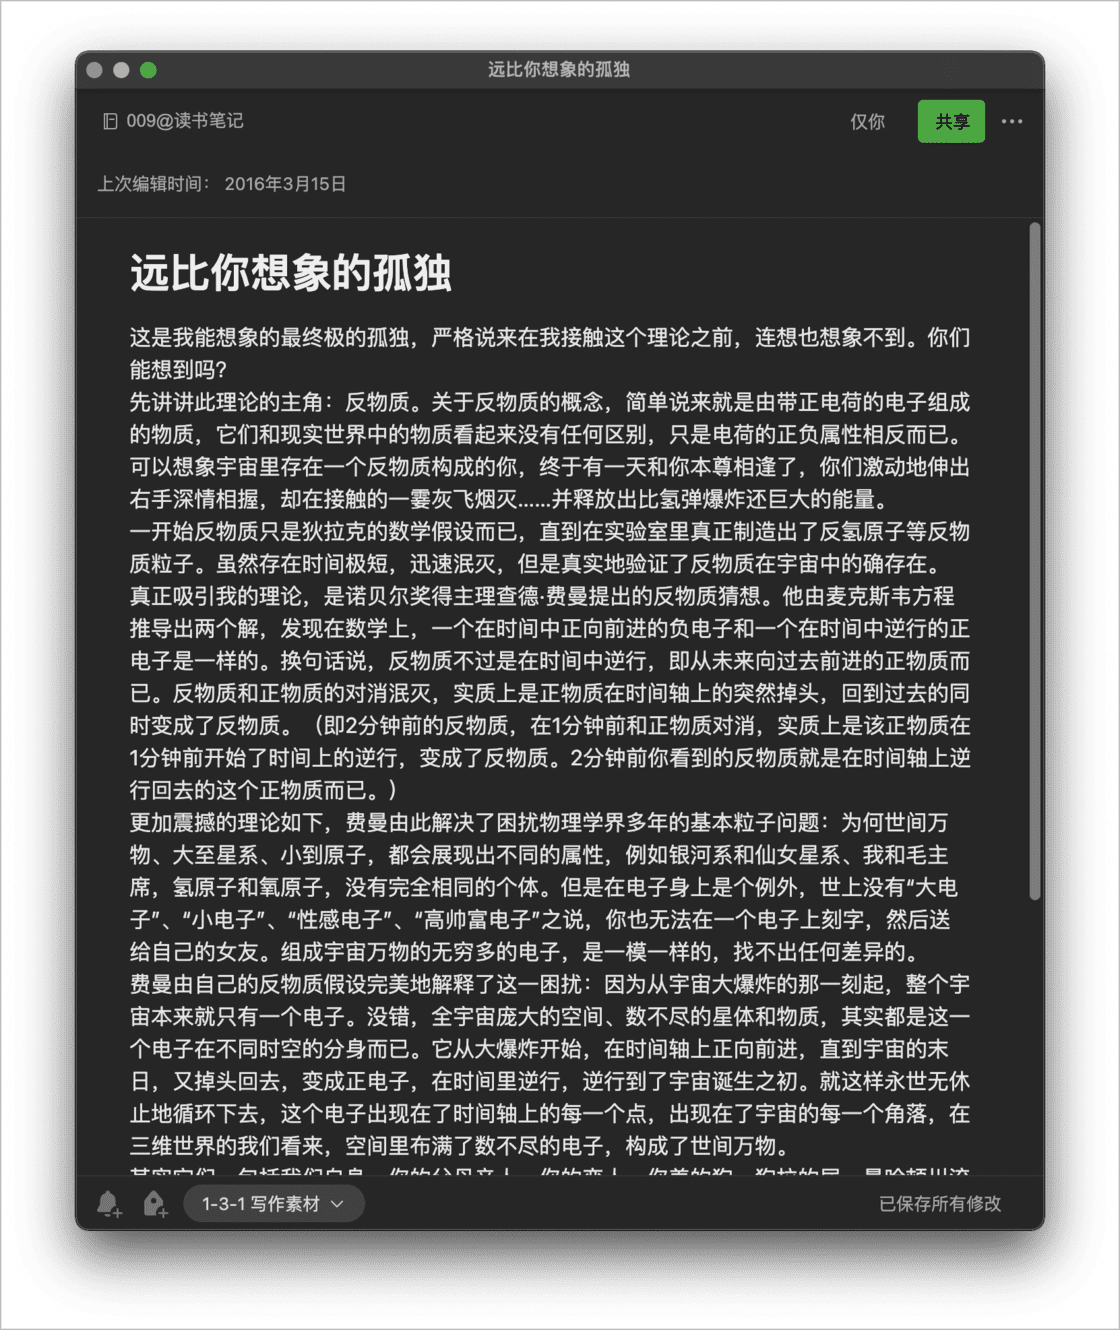 远比你想象的孤独
009@读书笔记
仅你
共享
上次编辑时间： 2016年3月15日
远比你想象的孤独
这是我能想象的最终极的孤独，严格说来在我接触这个理论之前，连想也想象不到。你们
能想到吗？
先讲讲此理论的主角：反物质。关于反物质的概念，简单说来就是由带正电荷的电子组成
的物质，它们和现实世界中的物质看起来没有任何区别，只是电荷的正负属性相反而已。
可以想象宇宙里存在一个反物质构成的你，终于有一天和你本尊相逢了，你们激动地伸出
右手深情相握，却在接触的一霎灰飞烟灭......并释放出比氢弹爆炸还巨大的能量。
一开始反物质只是狄拉克的数学假设而已，直到在实验室里真正制造出了反氢原子等反物
质粒子。虽然存在时间极短，迅速泯灭，但是真实地验证了反物质在宇宙中的确存在。
真正吸引我的理论，是诺贝尔奖得主理查德·费曼提出的反物质猜想。他由麦克斯韦方程
推导出两个解，发现在数学上，一个在时间中正向前进的负电子和一个在时间中逆行的正
电子是一样的。换句话说，反物质不过是在时间中逆行，即从未来向过去前进的正物质而
已。反物质和正物质的对消泯灭，实质上是正物质在时间轴上的突然掉头，回到过去的同
时变成了反物质。（即2分钟前的反物质，在1分钟前和正物质对消，实质上是该正物质在
1分钟前开始了时间上的逆行，变成了反物质。2分钟前你看到的反物质就是在时间轴上逆
行回去的这个正物质而已。）
更加震撼的理论如下，费曼由此解决了困扰物理学界多年的基本粒子问题：为何世间万
物、大至星系、小到原子，都会展现出不同的属性，例如银河系和仙女星系、我和毛主
席，氢原子和氧原子，没有完全相同的个体。但是在电子身上是个例外，世上没有“大电
子”、“小电子”、“性感电子”、“高帅富电子”之说，你也无法在一个电子上刻字，然后送
给自己的女友。组成宇宙万物的无穷多的电子，是一模一样的，找不出任何差异的。
费曼由自己的反物质假设完美地解释了这一困扰：因为从宇宙大爆炸的那一刻起，整个宇
宙本来就只有一个电子。没错，全宇宙庞大的空间、数不尽的星体和物质，其实都是这一
个电子在不同时空的分身而已。它从大爆炸开始，在时间轴上正向前进，直到宇宙的末
日，又掉头回去，变成正电子，在时间里逆行，逆行到了宇宙诞生之初。就这样永世无休
止地循环下去，这个电子出现在了时间轴上的每一个点，出现在了宇宙的每一个角落，在
三维世界的我们看来，空间里布满了数不尽的电子，构成了世间万物。
1-3-1 写作素材
已保存所有修改